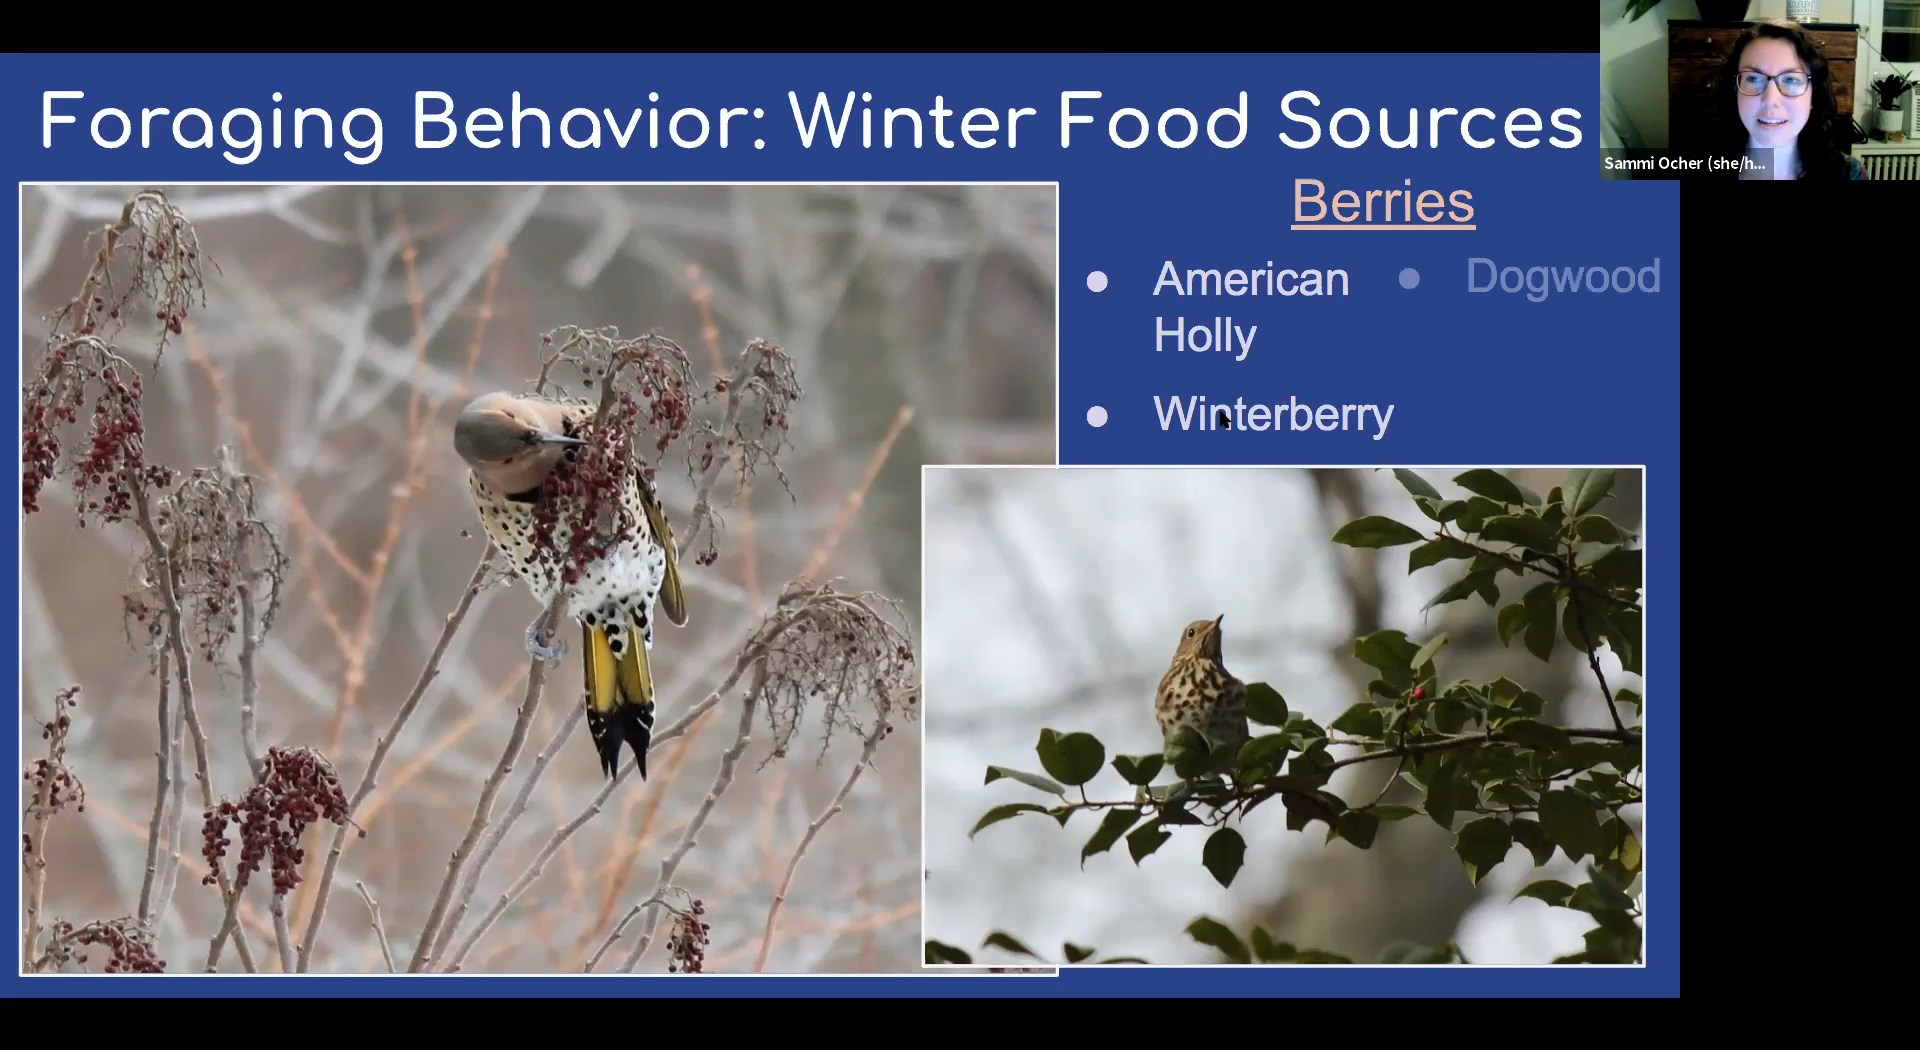 Foraging Behavior: Winter Food Sources
Sammi Ocher (she/h...
Berries
● American
Holly
● Dogwood
● Winterberry